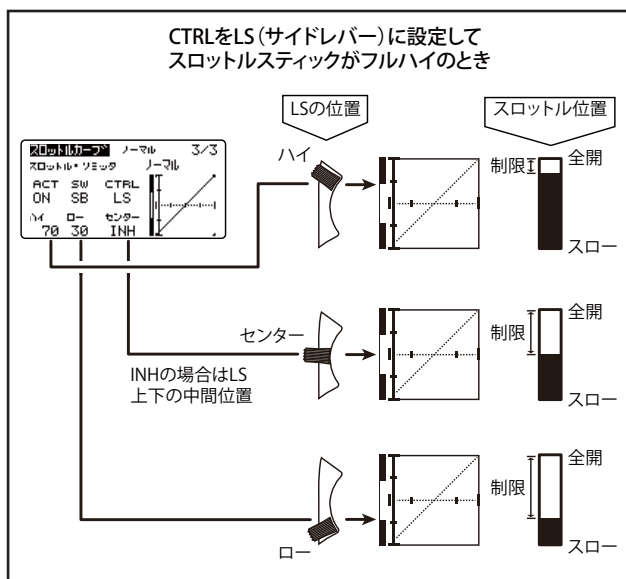 CTRLをLS（サイドレバー）に設定して
スロットルスティックがフルハイのとき
LSの位置
スロットル位置
スロットルカーブ ノーマル 3/3
スロットル・リミッタ ノーマル
ACT SW CTRL
ON SB LS
ハイ ロー センター
70 30 INH
ハイ
制限
全開
スロー
センター
制限
全開
スロー
INHの場合はLS
上下の中間位置
制限
全開
スロー
ロー